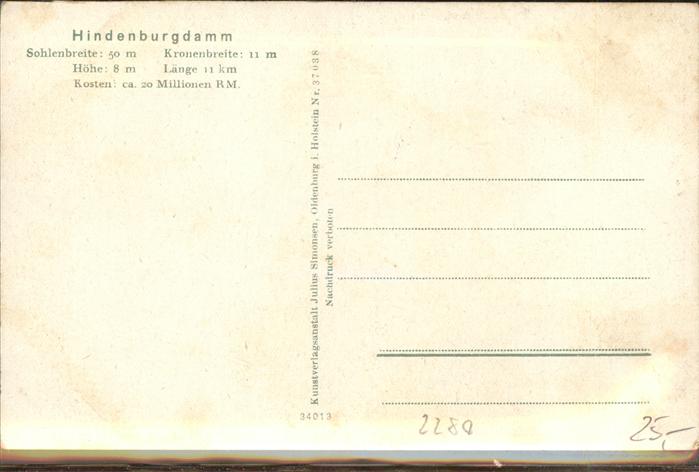 Hindenburgdamm
Sohlenbreite: 50 m Kronenbreite: 11 m
Höhe: 8 m Länge 11 km
Kosten: ca. 20 Millionen RM.
Kunstverlagsanstalt Julius Simonsen, Oldenburg i. Holstein Nr. 37038
Nachdruck verboten
34013
25,-